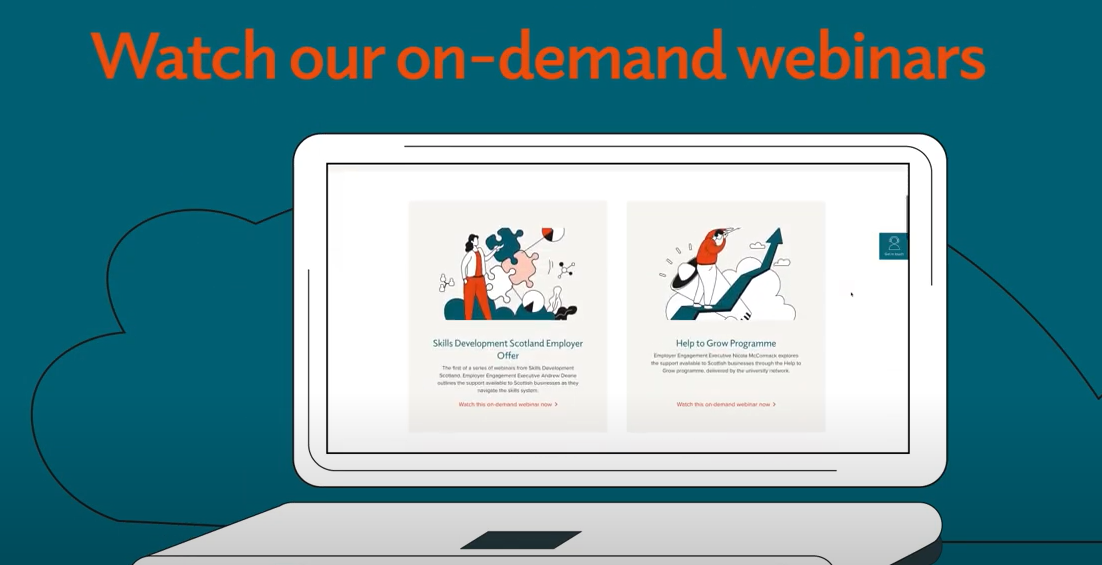 Watch our on-demand webinars
Skills Development Scotland Employer
Offer
The first of a series of webinars from Skills Development
Scotland, Employer Engagement Executive Andrew Dwane
outlines the support available to Scottish businesses as they
navigate the skills system.
Watch this on-demand webinar now >
Help to Grow Programme
Employer Engagement Executive Nicola McCormack explores
the support available to Scottish businesses through the Help to
Grow programme, delivered by the university network.
Watch this on-demand webinar now >